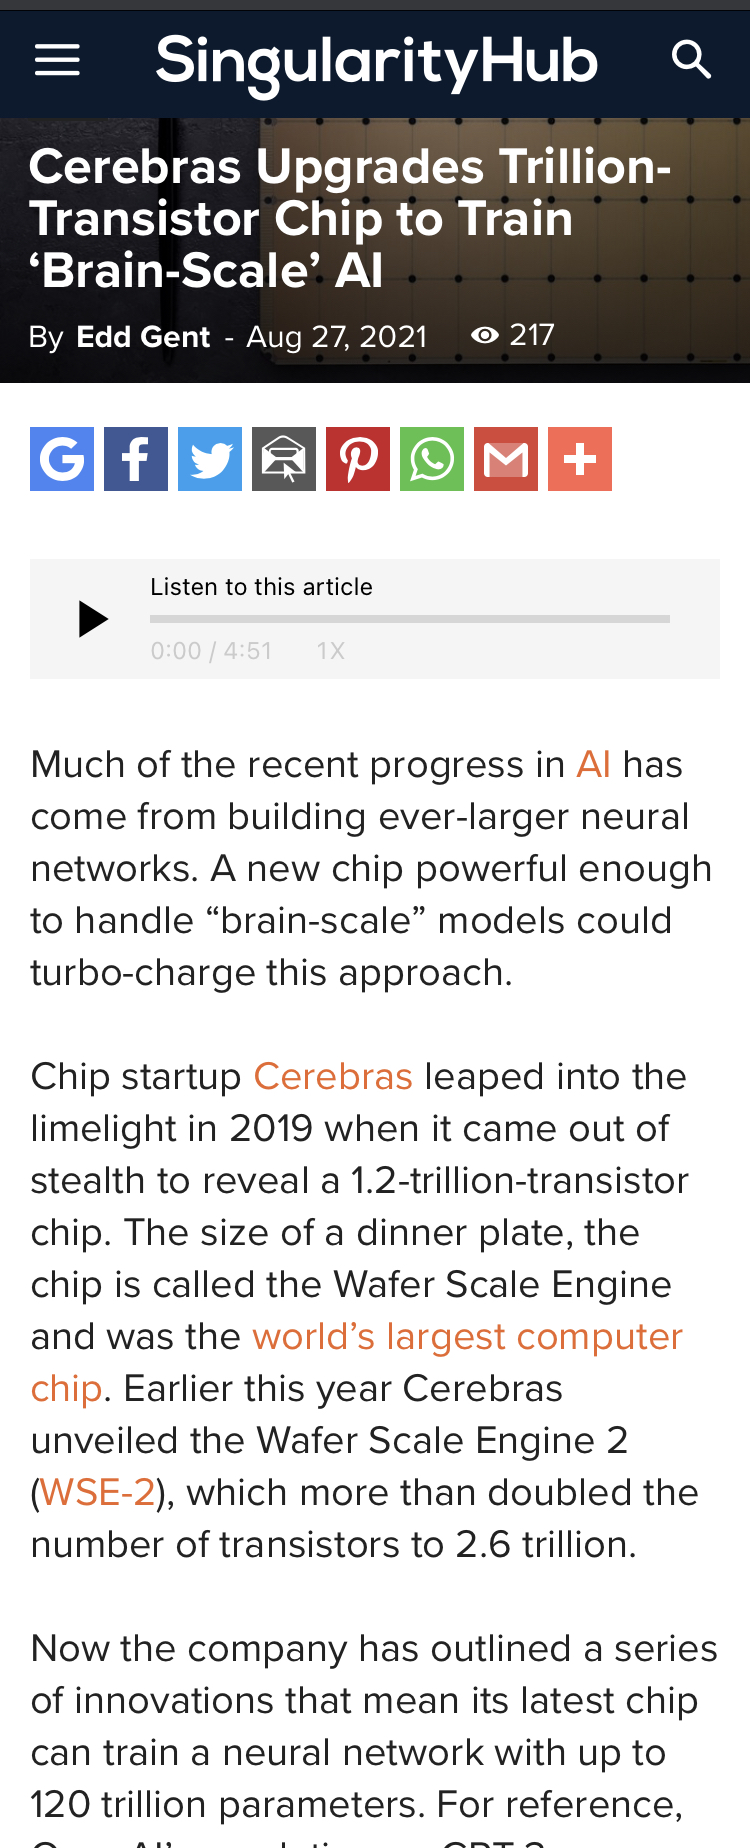 SingularityHub
Cerebras Upgrades Trillion-
Transistor Chip to Train
‘Brain-Scale’ AI
By Edd Gent - Aug 27, 2021 217
Listen to this article
0:00 / 4:51 1X
Much of the recent progress in AI has
come from building ever-larger neural
networks. A new chip powerful enough
to handle “brain-scale” models could
turbo-charge this approach.
Chip startup Cerebras leaped into the
limelight in 2019 when it came out of
stealth to reveal a 1.2-trillion-transistor
chip. The size of a dinner plate, the
chip is called the Wafer Scale Engine
and was the world’s largest computer
chip. Earlier this year Cerebras
unveiled the Wafer Scale Engine 2
(WSE-2), which more than doubled the
number of transistors to 2.6 trillion.
Now the company has outlined a series
of innovations that mean its latest chip
can train a neural network with up to
120 trillion parameters. For reference,